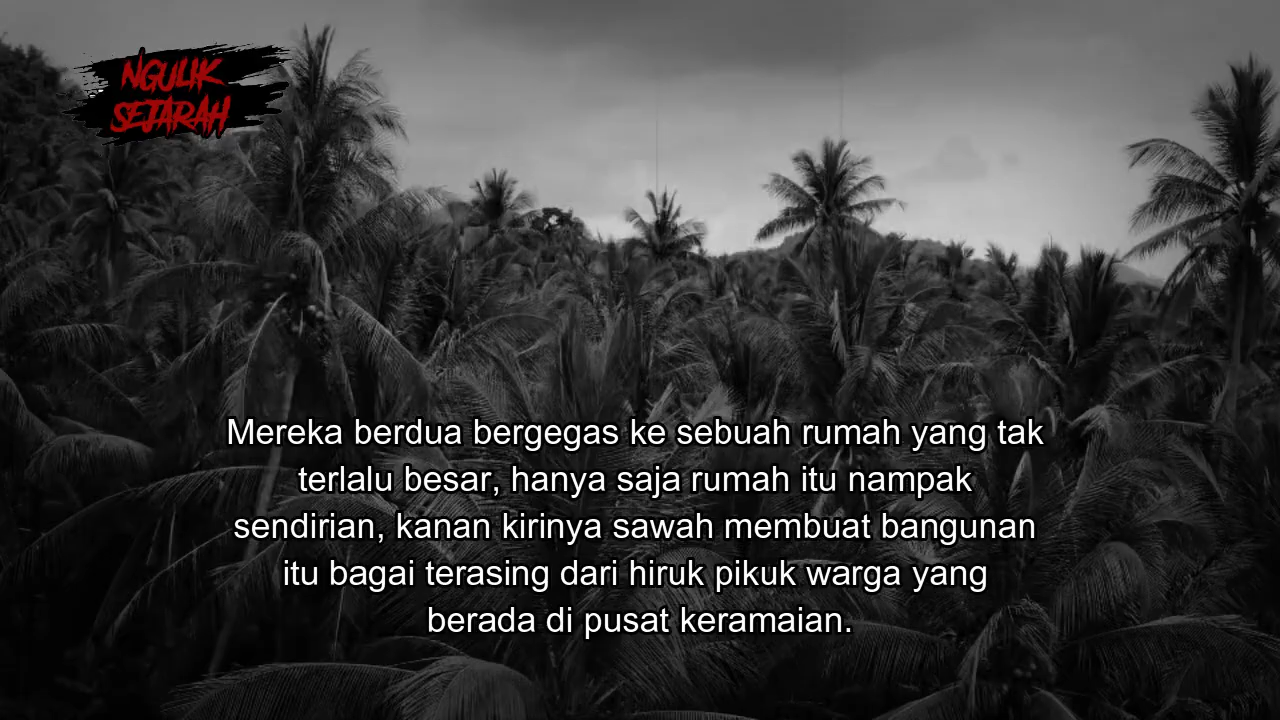 NGULIK
SEJARAH
Mereka berdua bergegas ke sebuah rumah yang tak
terlalu besar, hanya saja rumah itu nampak
sendirian, kanan kirinya sawah membuat bangunan
itu bagai terasing dari hiruk pikuk warga yang
berada di pusat keramaian.